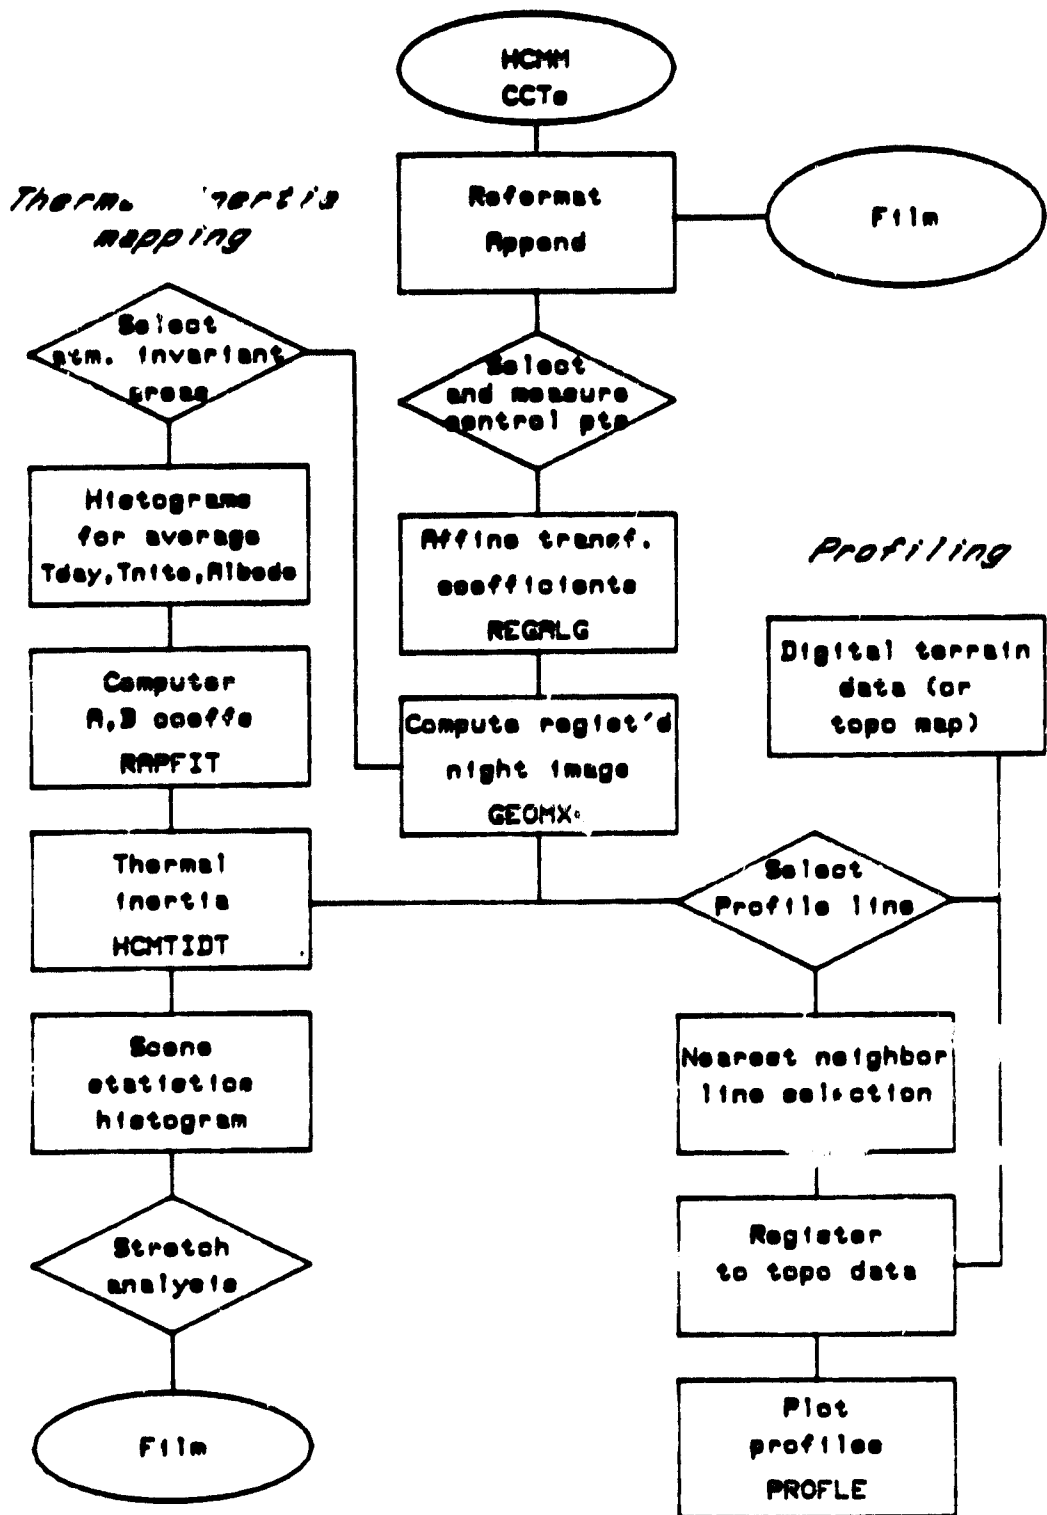 HCMM
CCTs
Reformat
Append
Film
mapping
Select
atm. invariant
areas
Histograms
for average
Tday,Tnite,Albedo
Computer
A,B coeffs
RAPFIT
Thermal
inertia
HCMTIDT
Scene
statistics
histogram
Stretch
analysis
Film
Select
and measure
control pts
Affine transf.
coefficients
REGALG
Compute regist'd
night image
GEOMX
Profiling
Digital terrain
data (or
topo map)
Select
Profile line
Nearest neighbor
line selection
Register
to topo data
Plot
profiles
PROFLE